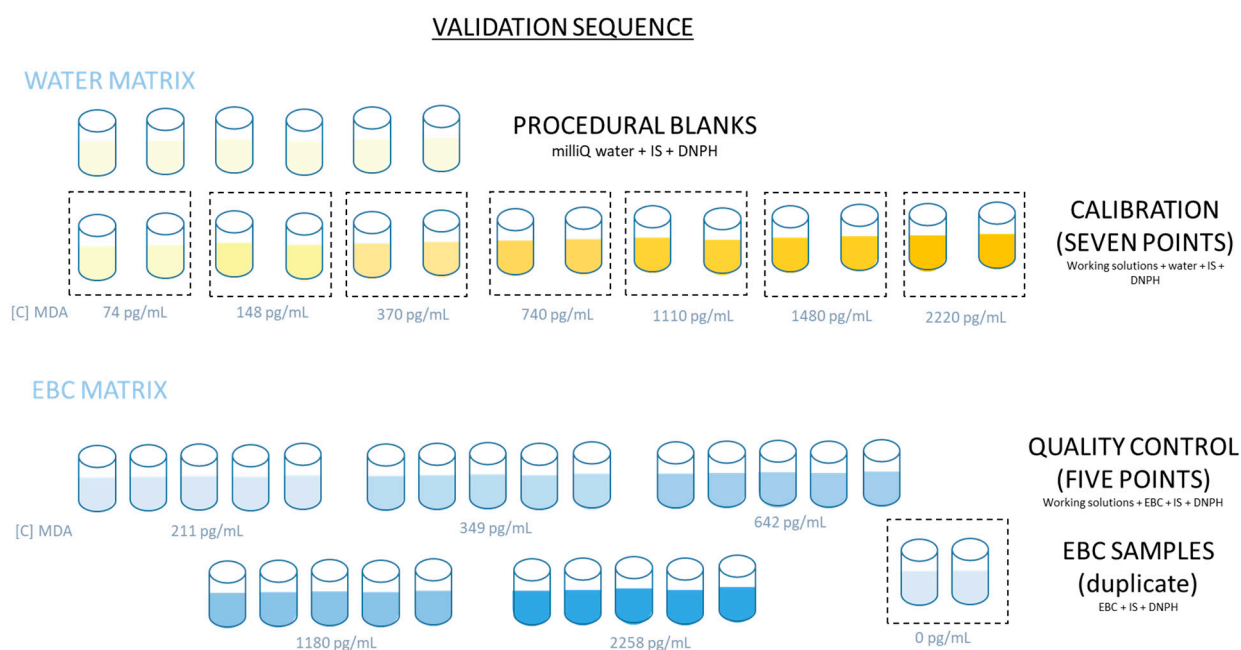 VALIDATION SEQUENCE
WATER MATRIX
PROCEDURAL BLANKS
milliQ water + IS + DNPH
CALIBRATION
(SEVEN POINTS)
Working solutions + water + IS +
DNPH
[C] MDA 74 pg/mL 148 pg/mL 370 pg/mL 740 pg/mL 1110 pg/mL 1480 pg/mL 2220 pg/mL
EBC MATRIX
QUALITY CONTROL
(FIVE POINTS)
Working solutions + EBC + IS + DNPH
[C] MDA 211 pg/mL 349 pg/mL 642 pg/mL
EBC SAMPLES
(duplicate)
EBC + IS + DNPH
1180 pg/mL 2258 pg/mL 0 pg/mL